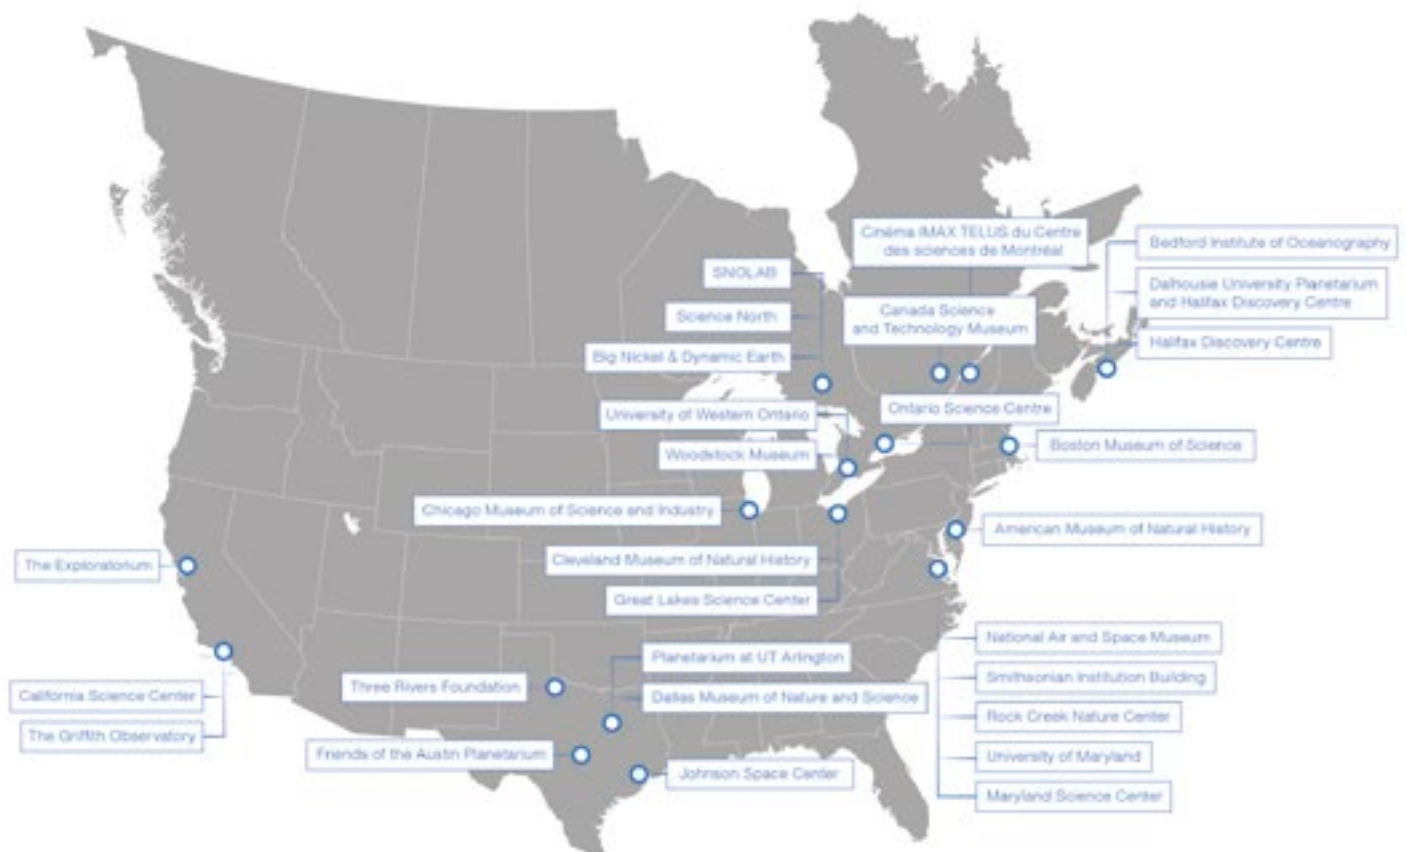 Cinéma IMAX TELUS du Centre
des sciences de Montréal
Bedford Institute of Oceanography
SNOLAB
Dalhousie University Planetarium
and Halifax Discovery Centre
Science North
Canada Science
and Technology Museum
Halifax Discovery Centre
Big Nickel & Dynamic Earth
University of Western Ontario
Ontario Science Centre
Woodstock Museum
Boston Museum of Science
Chicago Museum of Science and Industry
American Museum of Natural History
The Exploratorium
Cleveland Museum of Natural History
Great Lakes Science Center
National Air and Space Museum
Planetarium at UT Arlington
Smithsonian Institution Building
Three Rivers Foundation
Dallas Museum of Nature and Science
California Science Center
Rock Creek Nature Center
The Griffith Observatory
Friends of the Austin Planetarium
University of Maryland
Johnson Space Center
Maryland Science Center